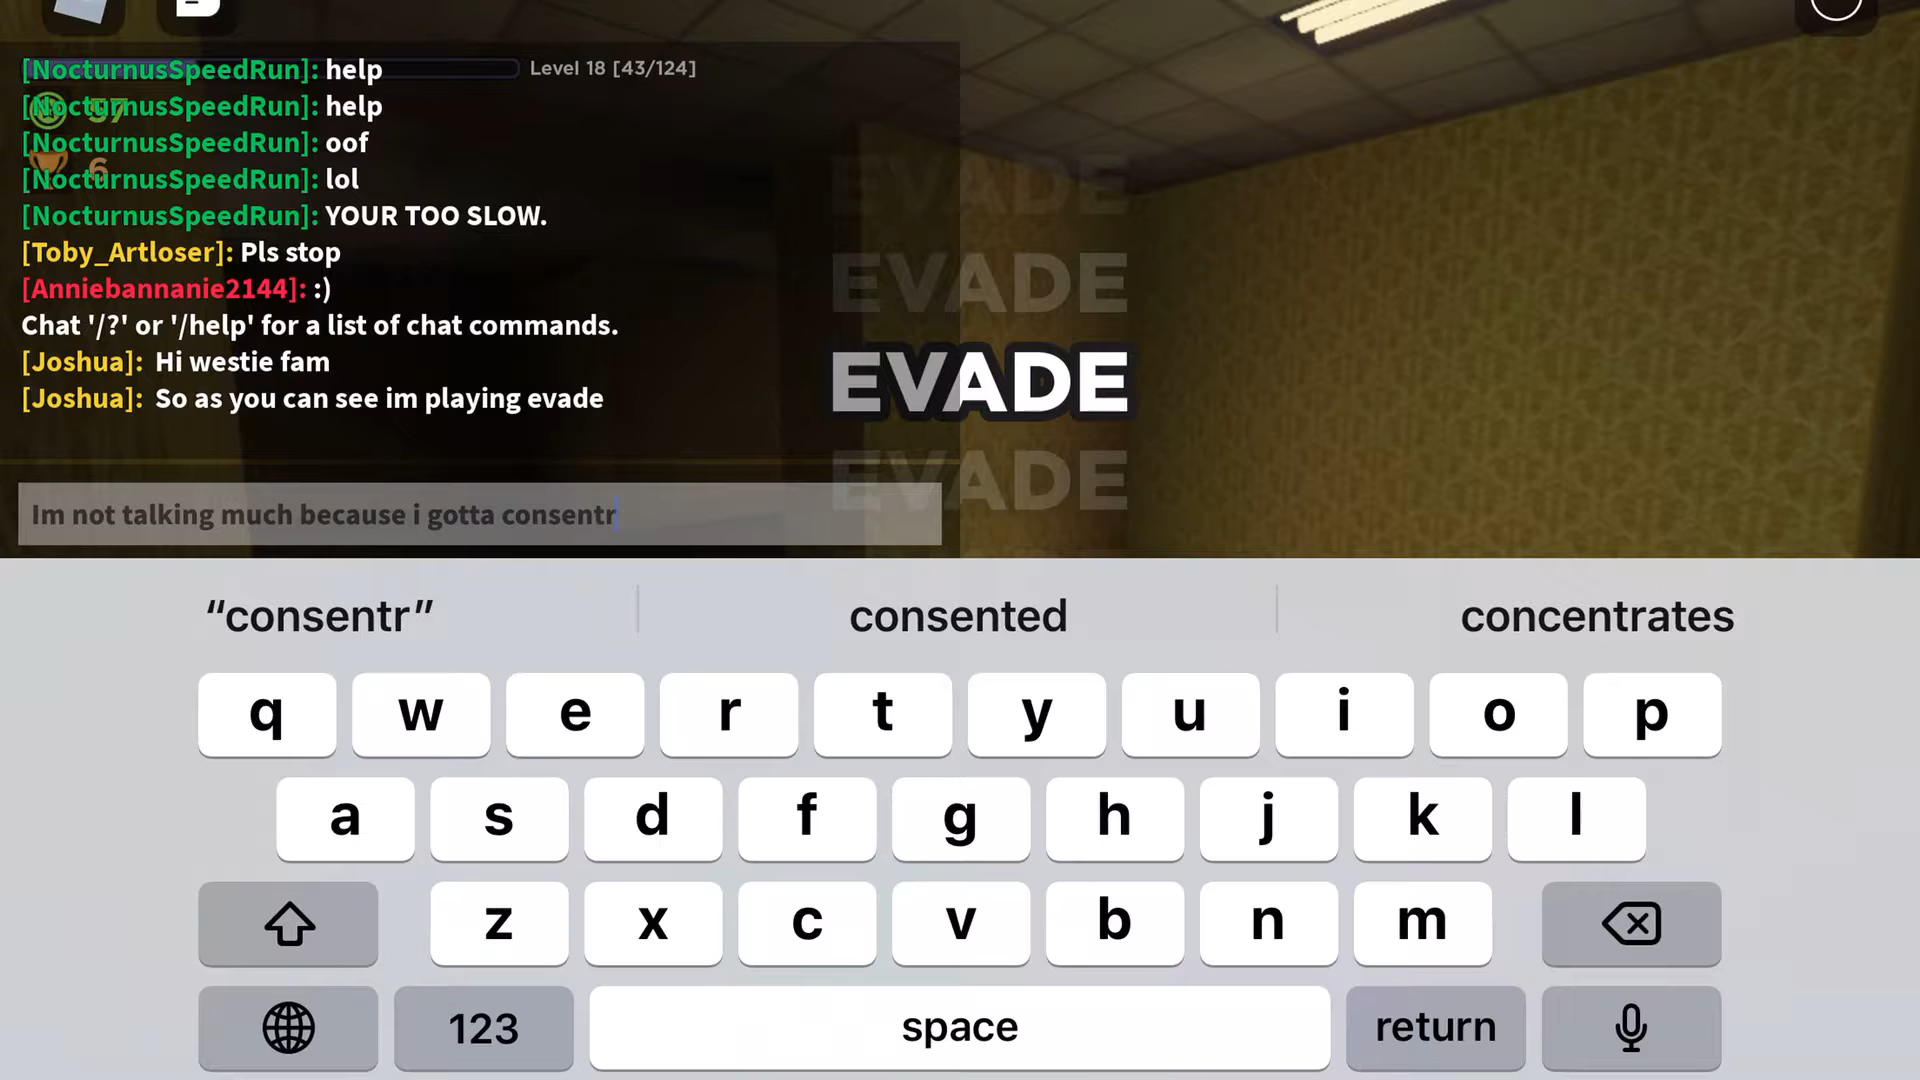 [NocturnusSpeedRun]: help
Level 18 [43/124]
[NocturnusSpeedRun]: help
57
[NocturnusSpeedRun]: oof
[NocturnusSpeedRun]: lol
6
[NocturnusSpeedRun]: YOUR TOO SLOW.
[Toby_Artloser]: Pls stop
[Anniebannanie2144]: :)
Chat '/?' or '/help' for a list of chat commands.
[Joshua]: Hi westie fam
[Joshua]: So as you can see im playing evade
EVADE
EVADE
EVADE
EVADE
Im not talking much because i gotta consentr
“consentr”
consented
concentrates
q w e r t y u i o p
a s d f g h j k l
z x c v b n m
123 space return